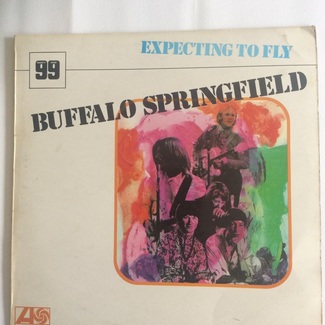 EXPECTING TO FLY
99
BUFFALO SPRINGFIELD